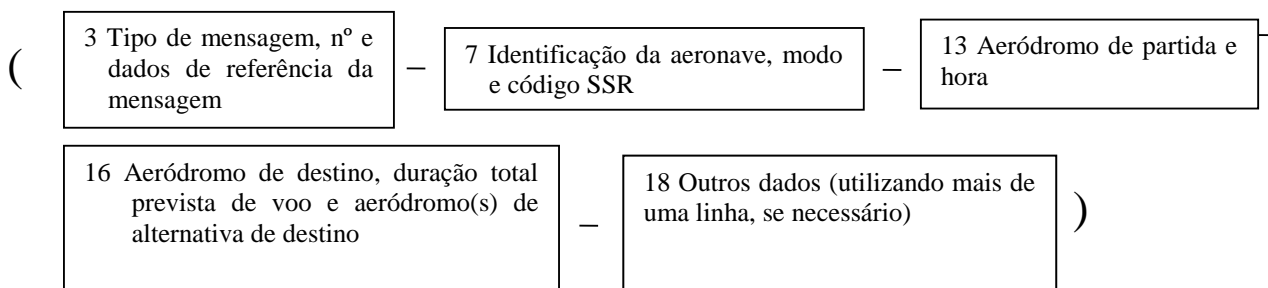 ( 3 Tipo de mensagem, nº e dados de referência da mensagem – 7 Identificação da aeronave, modo e código SSR – 13 Aeródromo de partida e hora –
16 Aeródromo de destino, duração total prevista de voo e aeródromo(s) de alternativa de destino – 18 Outros dados (utilizando mais de uma linha, se necessário) )